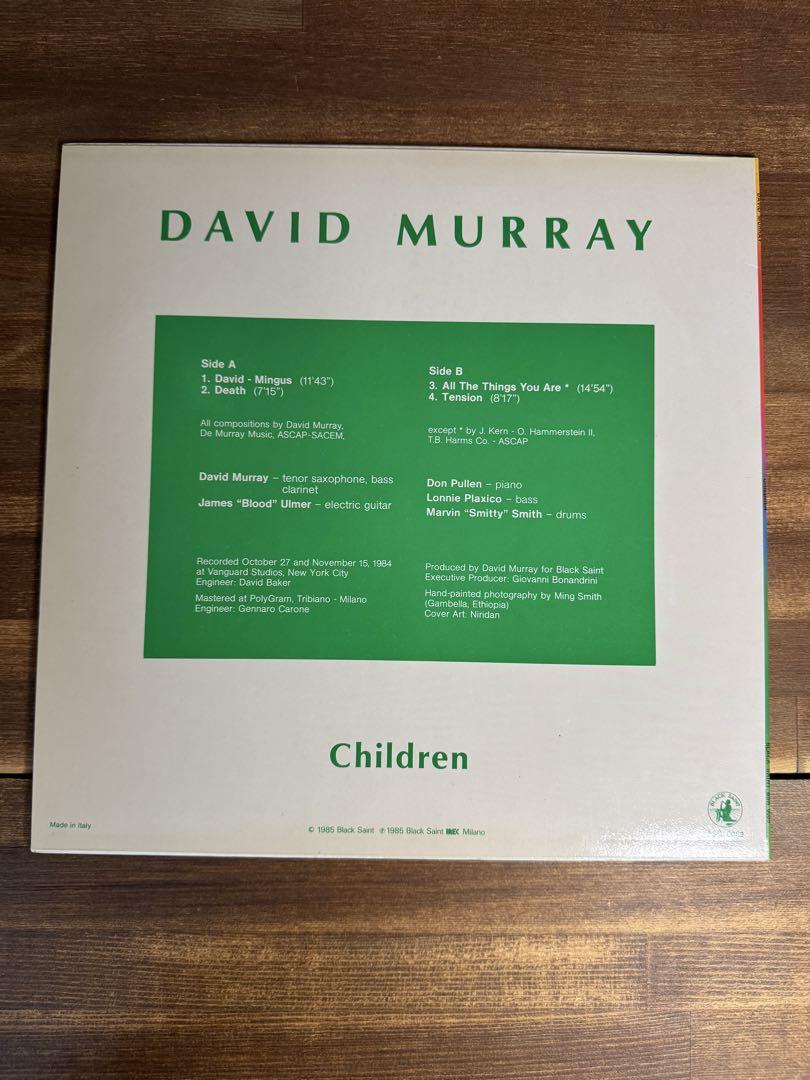 DAVID MURRAY
Side A
1. David - Mingus (11'43")
2. Death (7'15")
All compositions by David Murray,
De Murray Music, ASCAP-SACEM,
David Murray – tenor saxophone, bass
clarinet
James "Blood" Ulmer – electric guitar
Recorded October 27 and November 15, 1984
at Vanguard Studios, New York City
Engineer: David Baker
Mastered at PolyGram, Tribiano - Milano
Engineer: Gennaro Carone
Side B
3. All The Things You Are * (14'54")
4. Tension (8'17")
except * by J. Kern - O. Hammerstein II,
T.B. Harms Co. - ASCAP
Don Pullen – piano
Lonnie Plaxico – bass
Marvin "Smitty" Smith – drums
Produced by David Murray for Black Saint
Executive Producer: Giovanni Bonandrini
Hand-painted photography by Ming Smith
(Gambella, Ethiopia)
Cover Art: Niridan
Children
Made in Italy
© 1985 Black Saint ℗ 1985 Black Saint IREC Milano
BLACK SAINT